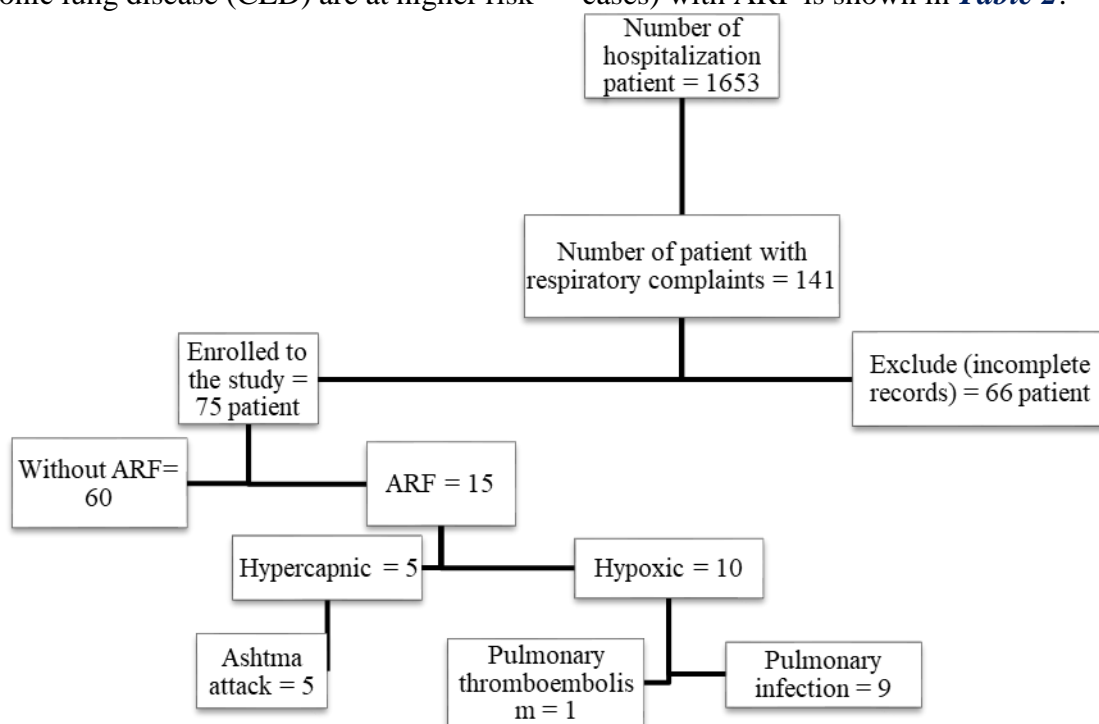 onic lung disease (CLD) are at higher risk
cases) with ARF is shown in Table 2.
Number of
hospitalization
patient = 1653
Number of patient with
respiratory complaints = 141
Enrolled to
the study =
75 patient
Exclude (incomplete
records) = 66 patient
Without ARF=
60
ARF = 15
Hypercapnic = 5
Hypoxic = 10
Ashtma
attack = 5
Pulmonary
thromboembolis
m = 1
Pulmonary
infection = 9